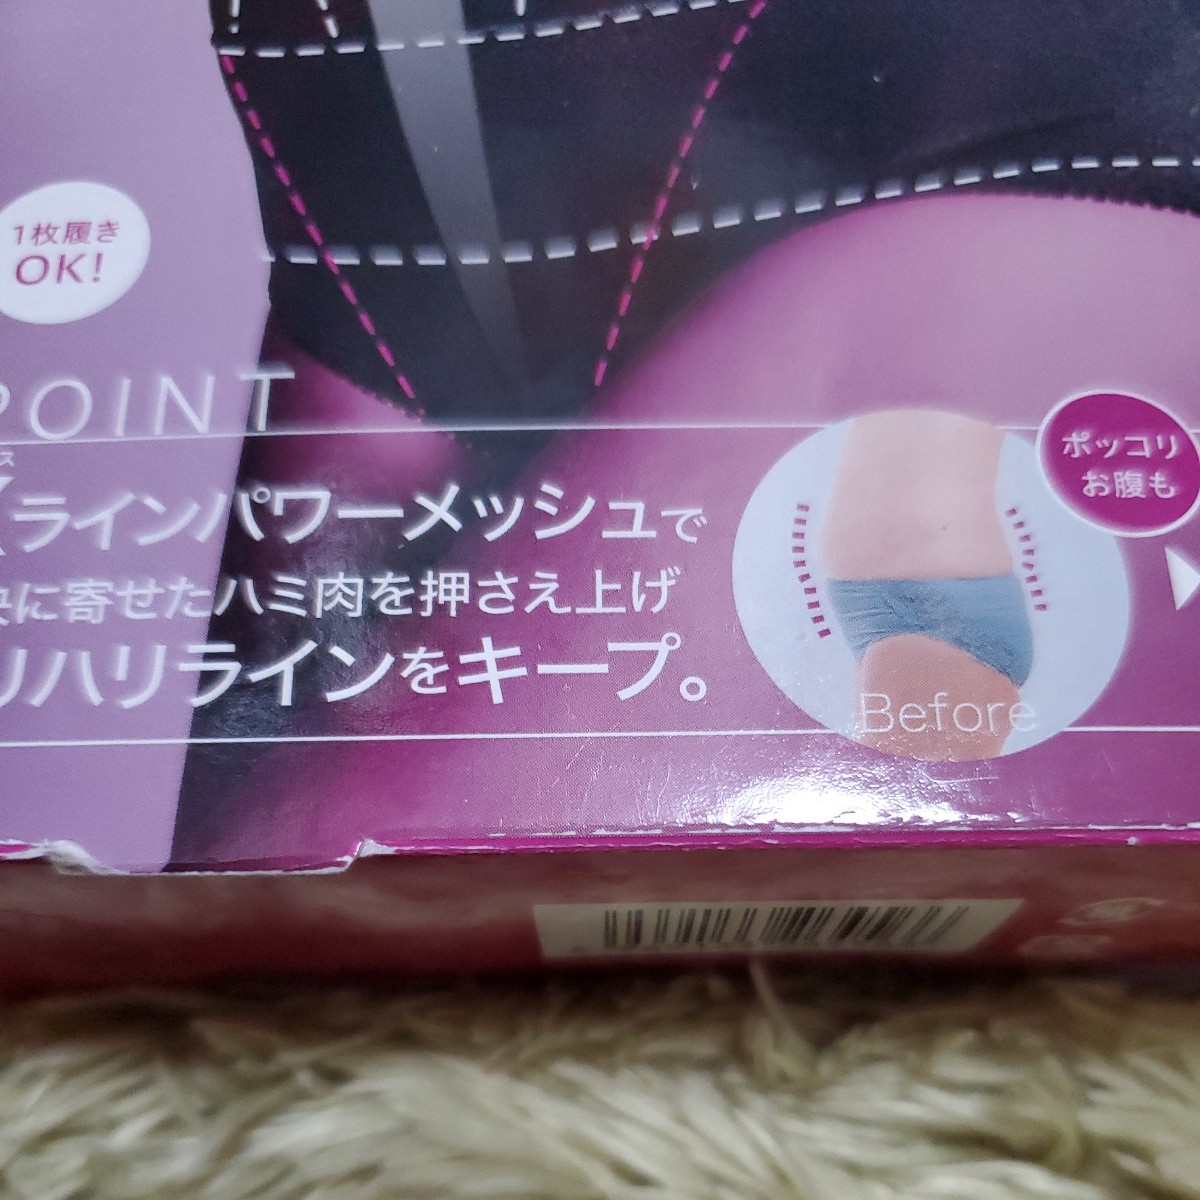 1枚履き
OK!
POINT
ス
ラインパワーメッシュで
に寄せたハミ肉を押さえ上げ
リハリラインをキープ。
ポッコリ
お腹も
Before